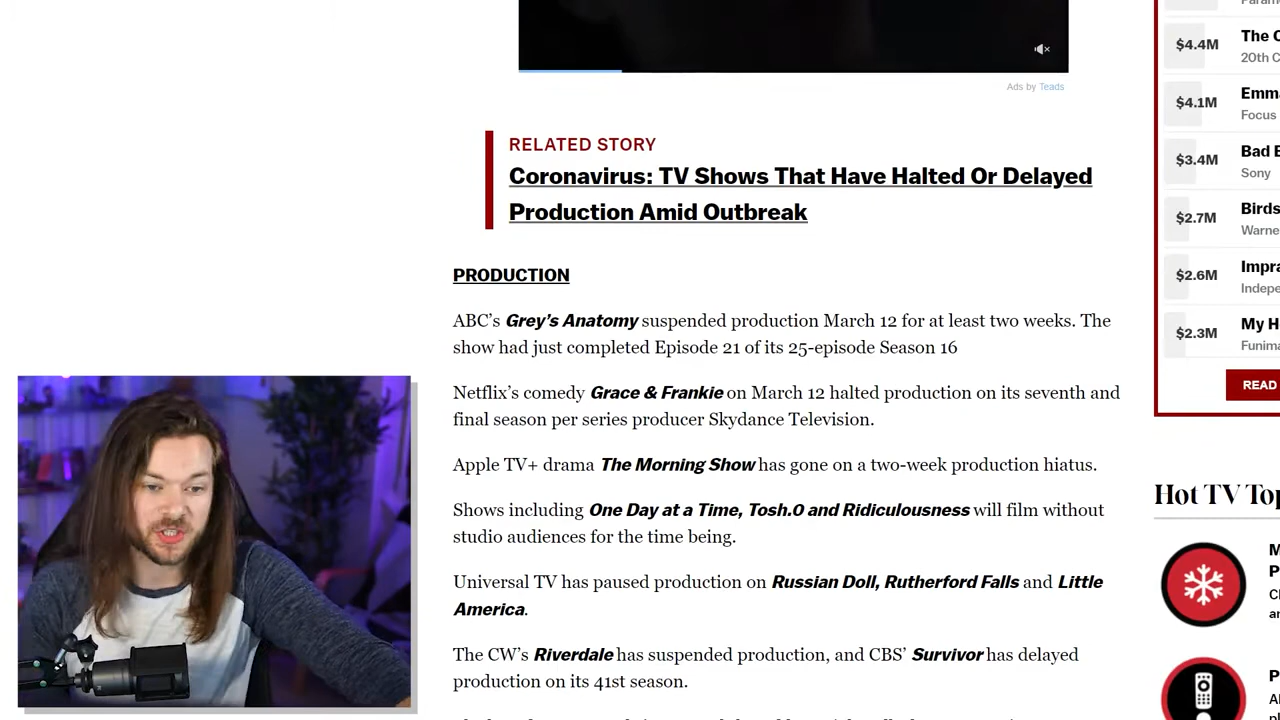 Ads by Teads
RELATED STORY
Coronavirus: TV Shows That Have Halted Or Delayed
Production Amid Outbreak
PRODUCTION
ABC's Grey's Anatomy suspended production March 12 for at least two weeks. The
show had just completed Episode 21 of its 25-episode Season 16
Netflix's comedy Grace & Frankie on March 12 halted production on its seventh and
final season per series producer Skydance Television.
Apple TV+ drama The Morning Show has gone on a two-week production hiatus.
Shows including One Day at a Time, Tosh.0 and Ridiculousness will film without
studio audiences for the time being.
Universal TV has paused production on Russian Doll, Rutherford Falls and Little
America.
The CW's Riverdale has suspended production, and CBS' Survivor has delayed
production on its 41st season.
$4.4M
The
20th C
$4.1M
Emma
Focus
$3.4M
Bad
Sony
$2.7M
Birds
Warne
$2.6M
Impra
Indepe
$2.3M
My H
Funima
READ
Hot TV Top
M
P
P